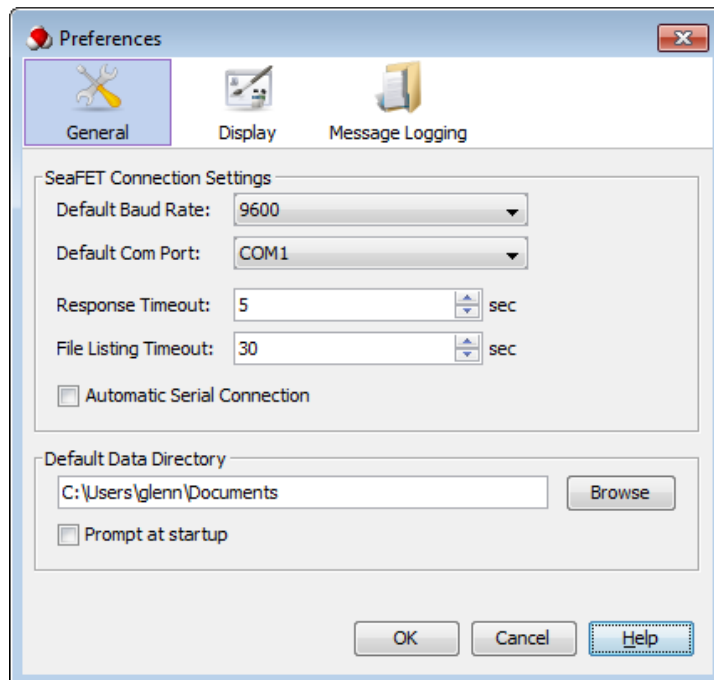 Preferences
General Display Message Logging
SeaFET Connection Settings
Default Baud Rate: 9600
Default Com Port: COM1
Response Timeout: 5 sec
File Listing Timeout: 30 sec
Automatic Serial Connection
Default Data Directory
C:\Users\glenn\Documents Browse
Prompt at startup
OK Cancel Help